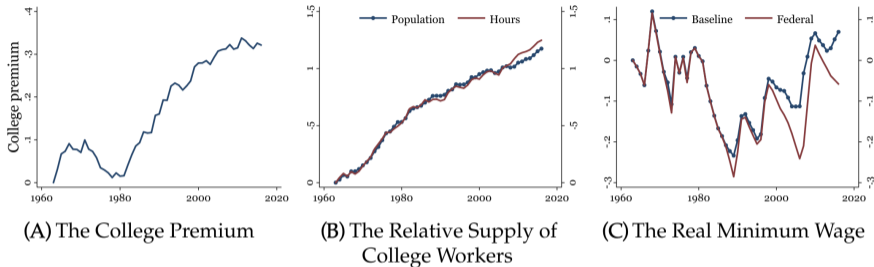 College premium
.4
.3
.2
.1
0
1960 1980 2000 2020
(A) The College Premium
Population Hours
1.5 1.5
1 1
.5 .5
0 0
1960 1980 2000 2020
(B) The Relative Supply of
College Workers
Baseline Federal
.1 .1
0 0
-.1 -.1
-.2 -.2
-.3 -.3
1960 1980 2000 2020
(C) The Real Minimum Wage